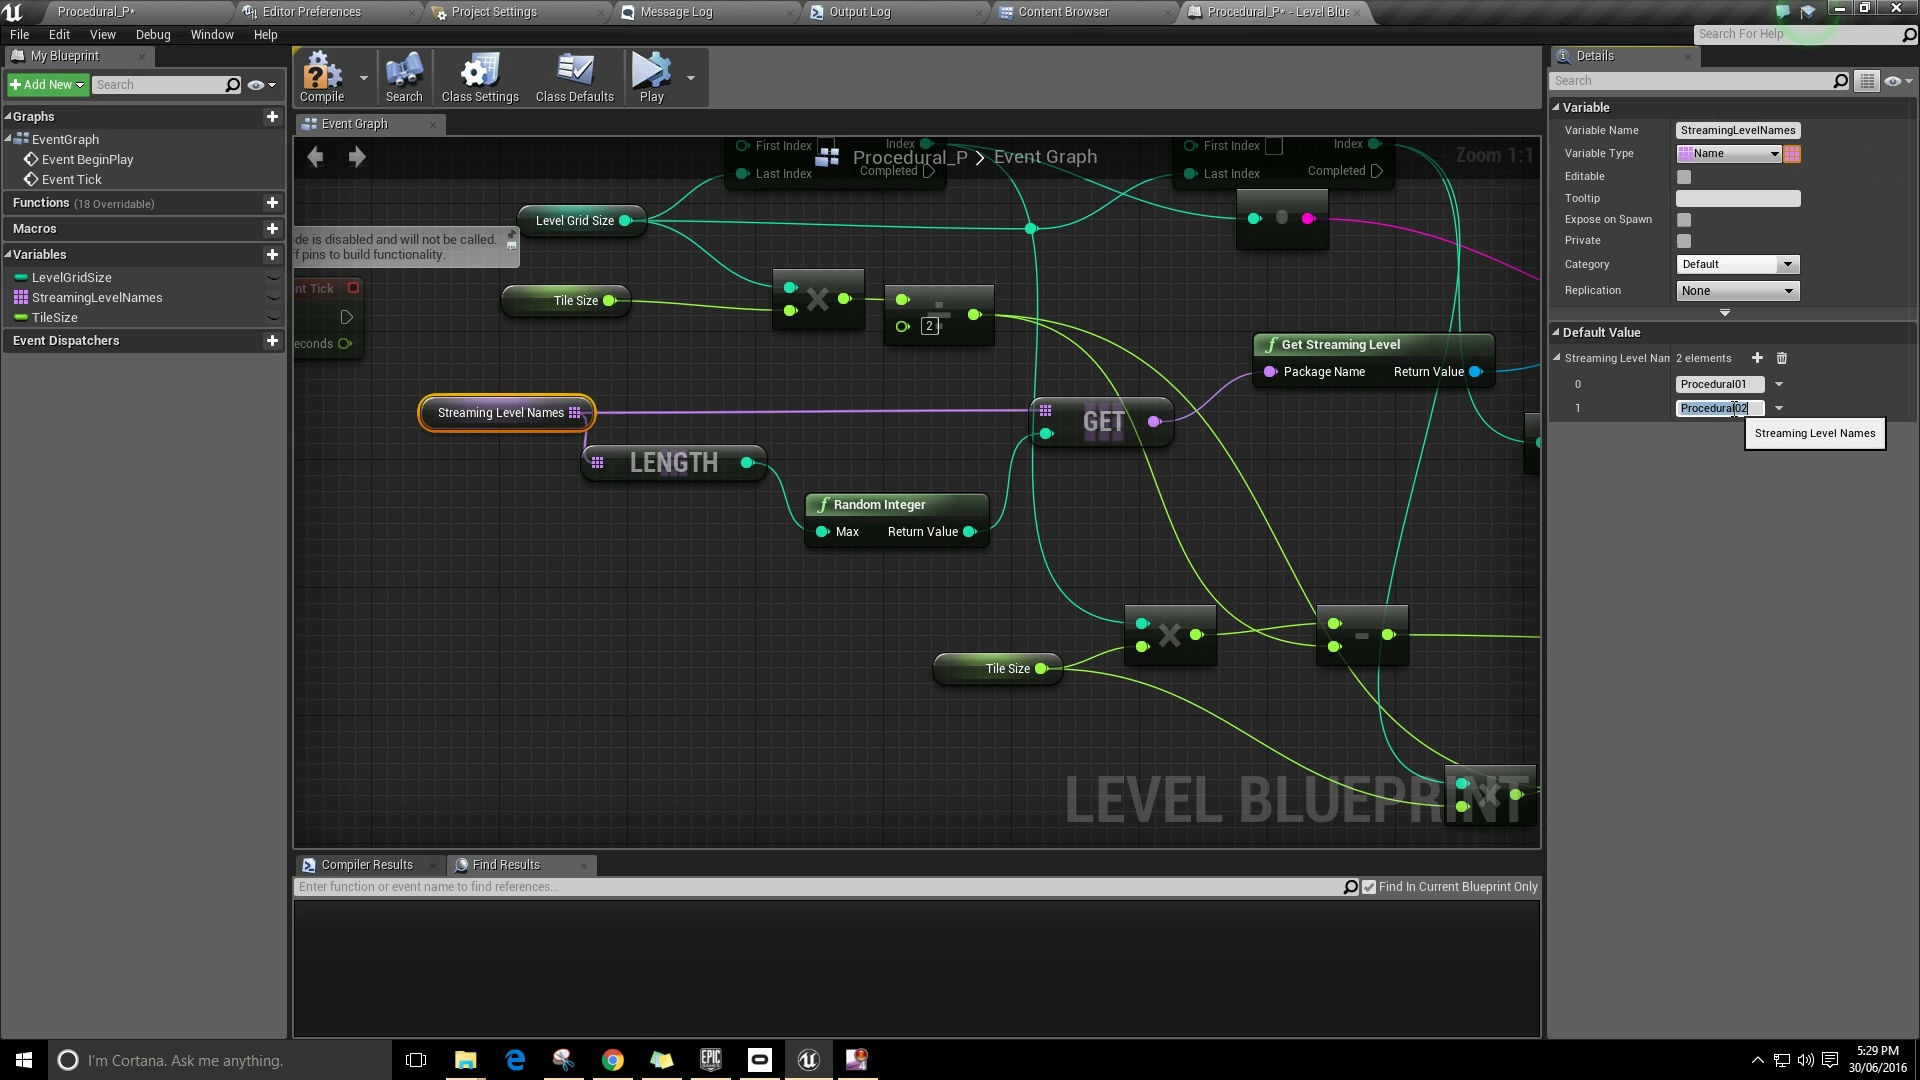 Procedural_P*
Editor Preferences
Project Settings
Message Log
Output Log
Content Browser
Procedural_P* - Level Blue
File Edit View Debug Window Help
Search For Help
My Blueprint
Add New
Search
Graphs
EventGraph
Event BeginPlay
Event Tick
Functions (18 Overridable)
Macros
Variables
LevelGridSize
StreamingLevelNames
TileSize
Event Dispatchers
Compile
Search
Class Settings
Class Defaults
Play
Event Graph
Procedural_P > Event Graph
Zoom 1:1
First Index
Index
Last Index
Completed
First Index
Index
Last Index
Completed
Level Grid Size
de is disabled and will not be called.
f pins to build functionality.
nt Tick
econds
Tile Size
2
Get Streaming Level
Package Name
Return Value
Streaming Level Names
GET
LENGTH
Random Integer
Max
Return Value
Tile Size
LEVEL BLUEPRINT
Compiler Results
Find Results
Enter function or event name to find references...
Find In Current Blueprint Only
Details
Search
Variable
Variable Name StreamingLevelNames
Variable Type Name
Editable
Tooltip
Expose on Spawn
Private
Category Default
Replication None
Default Value
Streaming Level Nam 2 elements
0 Procedural01
1 Procedural02
Streaming Level Names
I'm Cortana. Ask me anything.
EPIC
GAMES
4
5:29 PM
30/06/2016